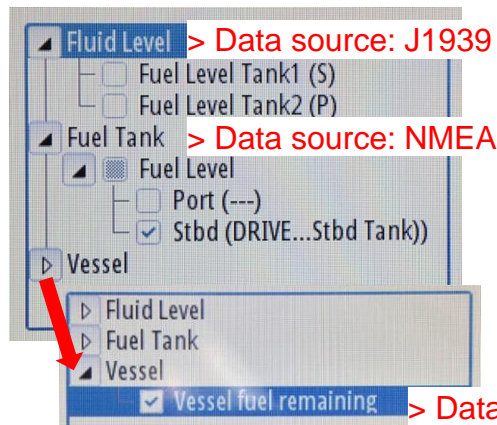 Fluid Level > Data source: J1939
Fuel Level Tank1 (S)
Fuel Level Tank2 (P)
Fuel Tank > Data source: NMEA
Fuel Level
Port (---)
Stbd (DRIVE...Stbd Tank))
Vessel
Fluid Level
Fuel Tank
Vessel
Vessel fuel remaining > Data